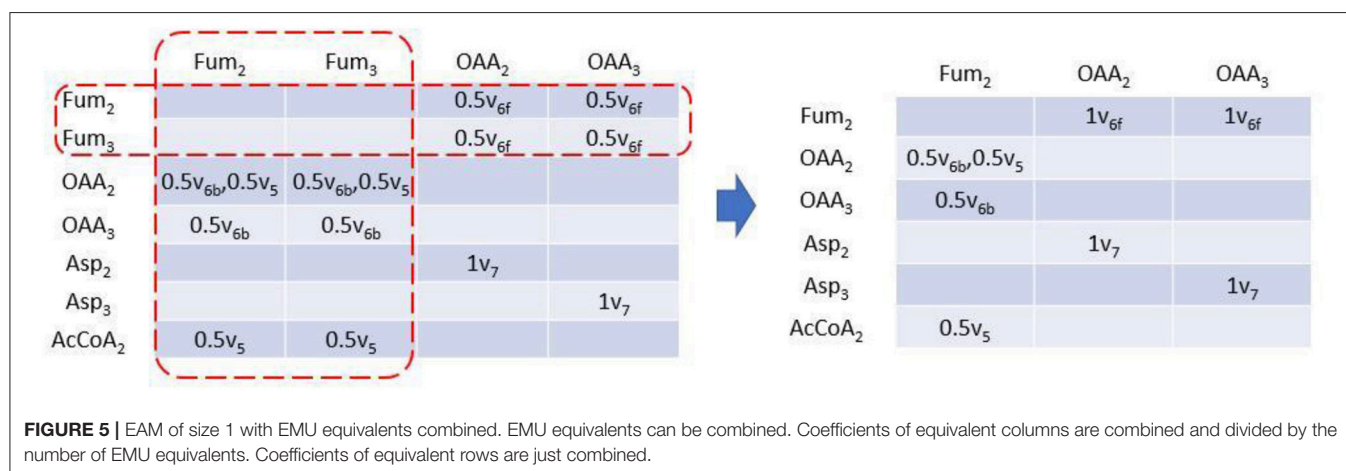 Fum₂ Fum₃ OAA₂ OAA₃
Fum₂ 0.5v₆f 0.5v₆f
Fum₃ 0.5v₆f 0.5v₆f
OAA₂ 0.5v₆b,0.5v₅ 0.5v₆b,0.5v₅
OAA₃ 0.5v₆b 0.5v₆b
Asp₂ 1v₇
Asp₃ 1v₇
AcCoA₂ 0.5v₅ 0.5v₅
Fum₂ OAA₂ OAA₃
Fum₂ 1v₆f 1v₆f
OAA₂ 0.5v₆b,0.5v₅
OAA₃ 0.5v₆b
Asp₂ 1v₇
Asp₃ 1v₇
AcCoA₂ 0.5v₅
FIGURE 5 | EAM of size 1 with EMU equivalents combined. EMU equivalents can be combined. Coefficients of equivalent columns are combined and divided by the
number of EMU equivalents. Coefficients of equivalent rows are just combined.